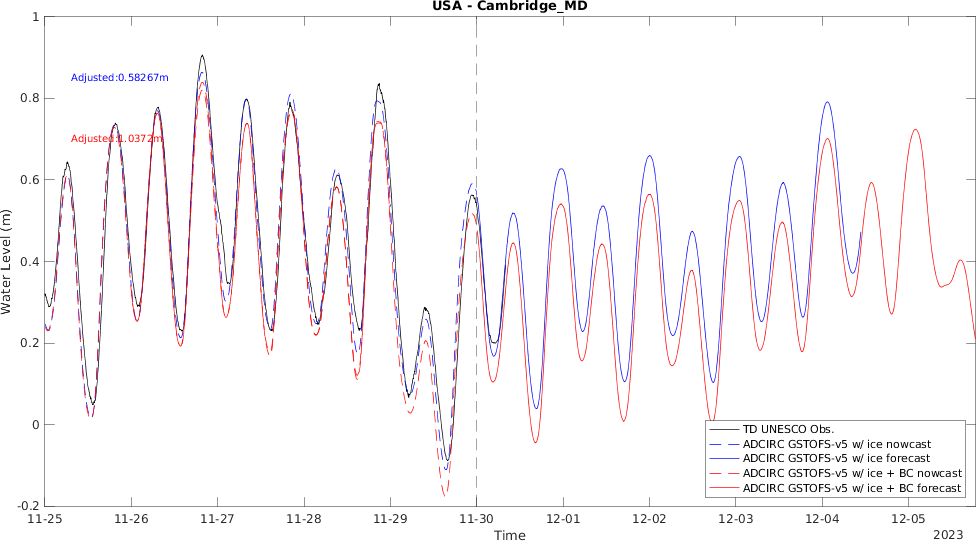 USA - Cambridge_MD
1
0.8
0.6
0.4
0.2
0
-0.2
Water Level (m)
Adjusted:0.58267m
Adjusted:1.0372m
TD UNESCO Obs.
ADCIRC GSTOFS-v5 w/ ice nowcast
ADCIRC GSTOFS-v5 w/ ice forecast
ADCIRC GSTOFS-v5 w/ ice + BC nowcast
ADCIRC GSTOFS-v5 w/ ice + BC forecast
11-25 11-26 11-27 11-28 11-29 11-30 12-01 12-02 12-03 12-04 12-05
Time
2023